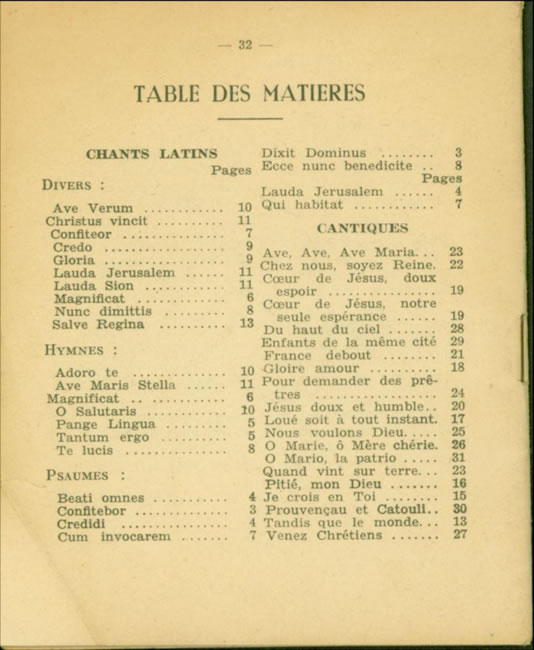 — 32 —
TABLE DES MATIERES
CHANTS LATINS
Pages
DIVERS :
Ave Verum ............ 10
Christus vincit ............ 11
Confiteor ................ 7
Credo .................. 9
Gloria .................. 9
Lauda Jerusalem ...... 11
Lauda Sion ............ 11
Magnificat ............ 6
Nunc dimittis .......... 8
Salve Regina .......... 13
HYMNES :
Adoro te .............. 10
Ave Maris Stella ...... 11
Magnificat .. ............ 6
O Salutaris ............ 10
Pange Lingua .......... 5
Tantum ergo .......... 5
Te lucis ................ 8
PSAUMES :
Beati omnes ............ 4
Confitebor .............. 3
Credidi ................ 4
Cum invocarem ........ 7
Dixit Dominus ........ 3
Ecce nunc benedicite .. 8
Pages
Lauda Jerusalem ...... 4
Qui habitat ............ 7
CANTIQUES
Ave, Ave, Ave Maria... 23
Chez nous, soyez Reine. 22
Cœur de Jésus, doux
espoir ................ 19
Cœur de Jésus, notre
seule espérance ...... 19
Du haut du ciel ....... 28
Enfants de la même cité 29
France debout ........ 21
Gloire amour .......... 18
Pour demander des prê-
tres .................. 24
Jésus doux et humble.. 20
Loué soit à tout instant. 17
Nous voulons Dieu..... 25
O Marie, ô Mère chérie. 26
O Mario, la patrio ..... 31
Quand vint sur terre... 23
Pitié, mon Dieu ....... 16
Je crois en Toi ........ 15
Prouvençau et Catouli.. 30
Tandis que le monde... 13
Venez Chrétiens ....... 27